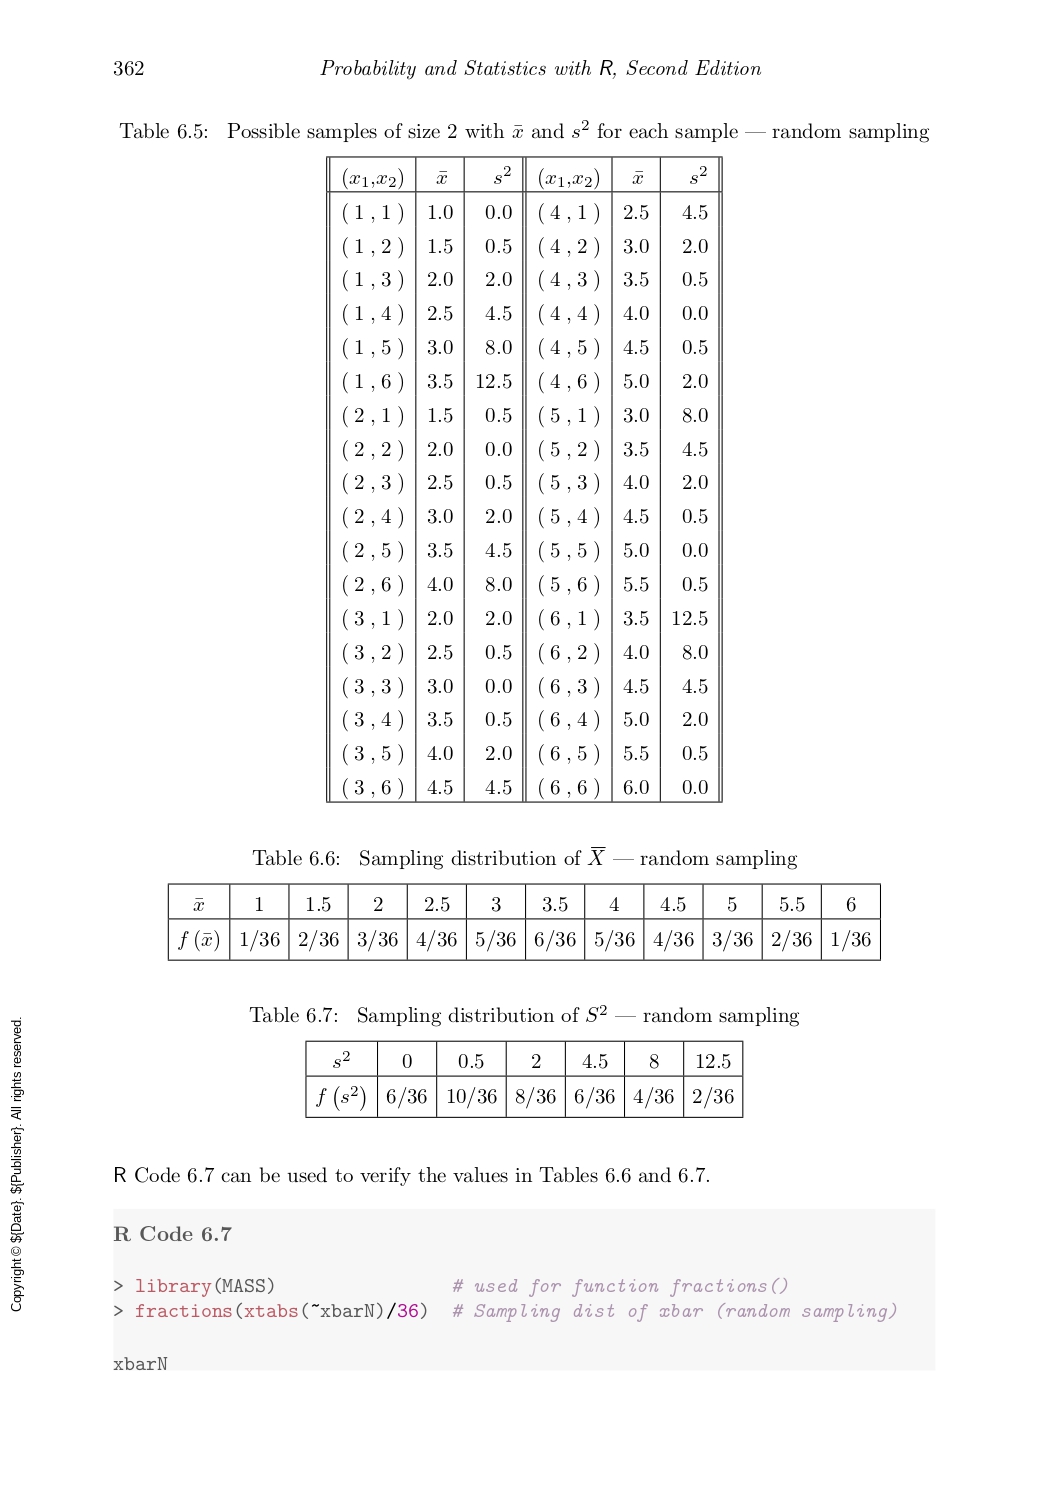 362 Probability and Statistics with R, Second Edition
Table 6.5: Possible samples of size 2 with x̄ and s² for each sample — random sampling
(x₁,x₂) x̄ s² (x₁,x₂) x̄ s²
( 1 , 1 ) 1.0 0.0 ( 4 , 1 ) 2.5 4.5
( 1 , 2 ) 1.5 0.5 ( 4 , 2 ) 3.0 2.0
( 1 , 3 ) 2.0 2.0 ( 4 , 3 ) 3.5 0.5
( 1 , 4 ) 2.5 4.5 ( 4 , 4 ) 4.0 0.0
( 1 , 5 ) 3.0 8.0 ( 4 , 5 ) 4.5 0.5
( 1 , 6 ) 3.5 12.5 ( 4 , 6 ) 5.0 2.0
( 2 , 1 ) 1.5 0.5 ( 5 , 1 ) 3.0 8.0
( 2 , 2 ) 2.0 0.0 ( 5 , 2 ) 3.5 4.5
( 2 , 3 ) 2.5 0.5 ( 5 , 3 ) 4.0 2.0
( 2 , 4 ) 3.0 2.0 ( 5 , 4 ) 4.5 0.5
( 2 , 5 ) 3.5 4.5 ( 5 , 5 ) 5.0 0.0
( 2 , 6 ) 4.0 8.0 ( 5 , 6 ) 5.5 0.5
( 3 , 1 ) 2.0 2.0 ( 6 , 1 ) 3.5 12.5
( 3 , 2 ) 2.5 0.5 ( 6 , 2 ) 4.0 8.0
( 3 , 3 ) 3.0 0.0 ( 6 , 3 ) 4.5 4.5
( 3 , 4 ) 3.5 0.5 ( 6 , 4 ) 5.0 2.0
( 3 , 5 ) 4.0 2.0 ( 6 , 5 ) 5.5 0.5
( 3 , 6 ) 4.5 4.5 ( 6 , 6 ) 6.0 0.0
Table 6.6: Sampling distribution of X̄ — random sampling
x̄ 1 1.5 2 2.5 3 3.5 4 4.5 5 5.5 6
f (x̄) 1/36 2/36 3/36 4/36 5/36 6/36 5/36 4/36 3/36 2/36 1/36
Table 6.7: Sampling distribution of S² — random sampling
s² 0 0.5 2 4.5 8 12.5
f (s²) 6/36 10/36 8/36 6/36 4/36 2/36
R Code 6.7 can be used to verify the values in Tables 6.6 and 6.7.
R Code 6.7
> library(MASS) # used for function fractions()
> fractions(xtabs(~xbarN)/36) # Sampling dist of xbar (random sampling)
xbarN
Copyright © ${Date}. ${Publisher}. All rights reserved.